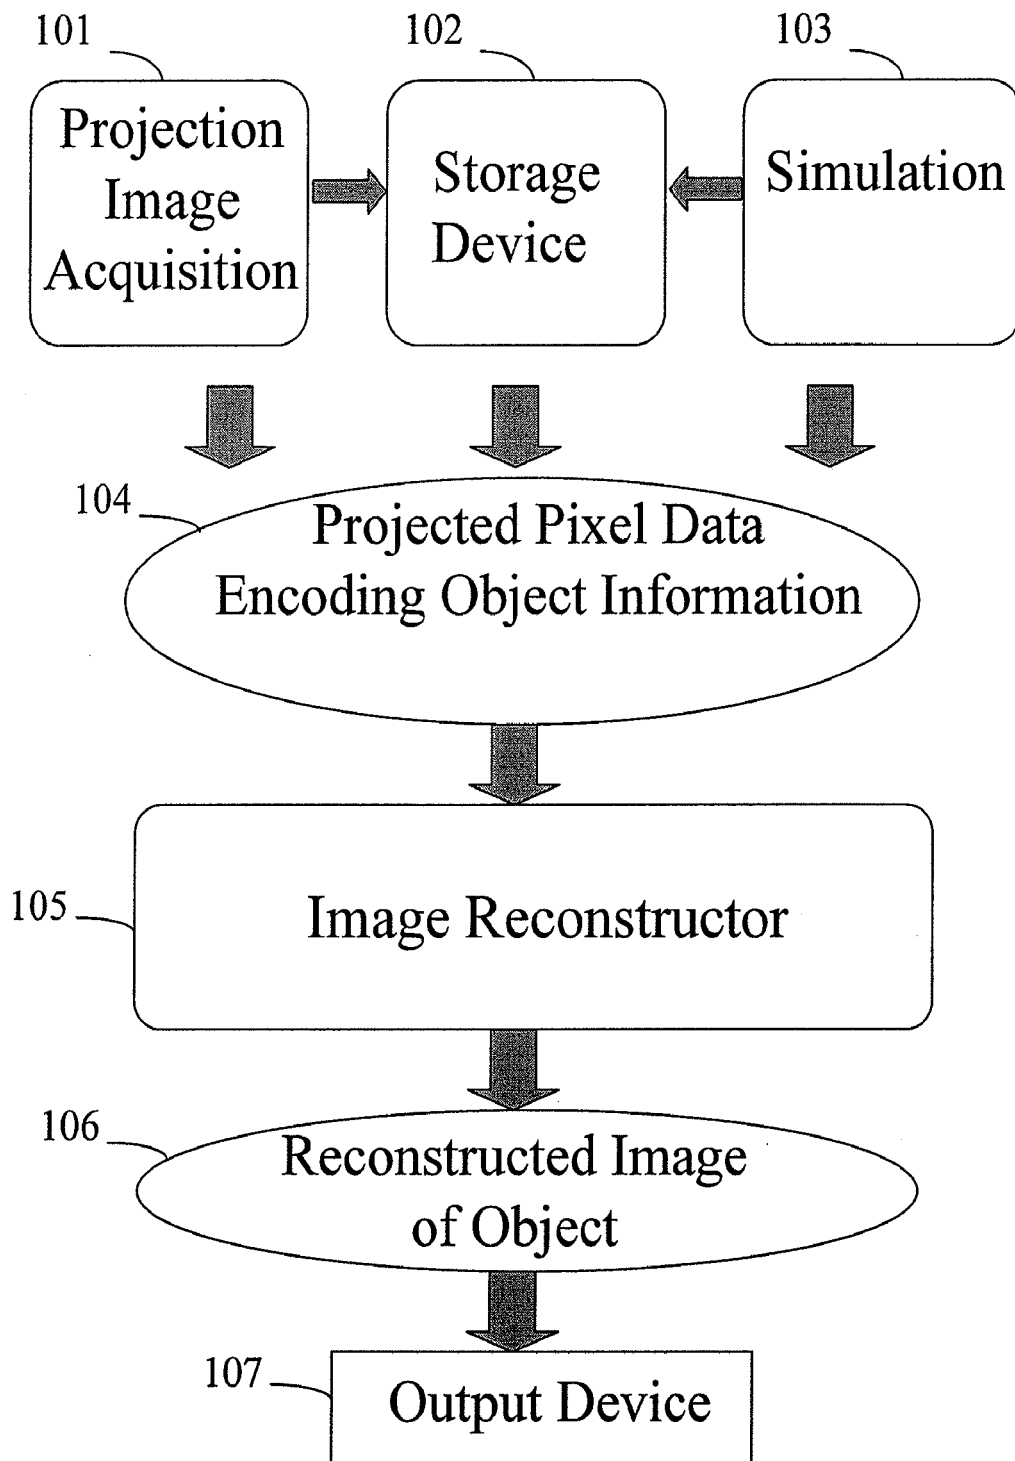 101
102
103
Projection
Image
Acquisition
Storage
Device
Simulation
104
Projected Pixel Data
Encoding Object Information
105
Image Reconstructor
106
Reconstructed Image
of Object
107
Output Device